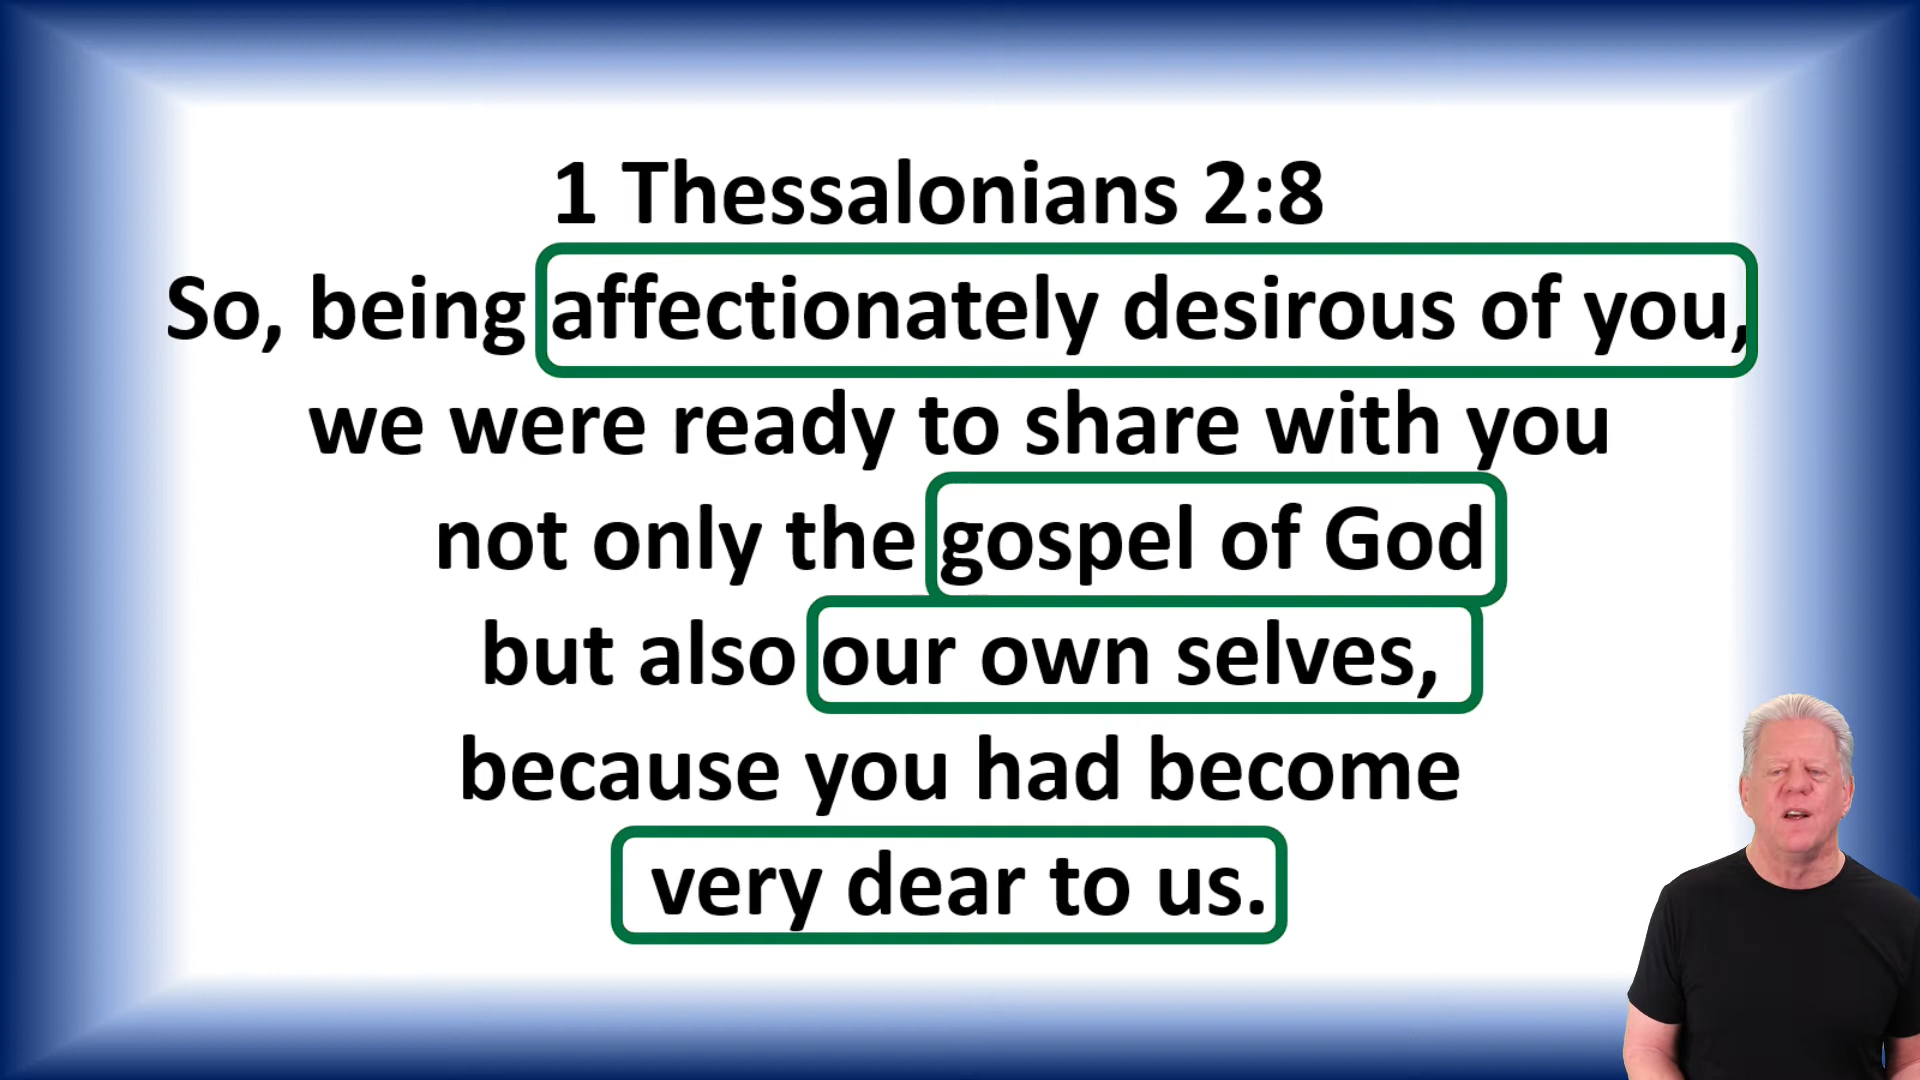 1 Thessalonians 2:8
So, being affectionately desirous of you,
we were ready to share with you
not only the gospel of God
but also our own selves,
because you had become
very dear to us.